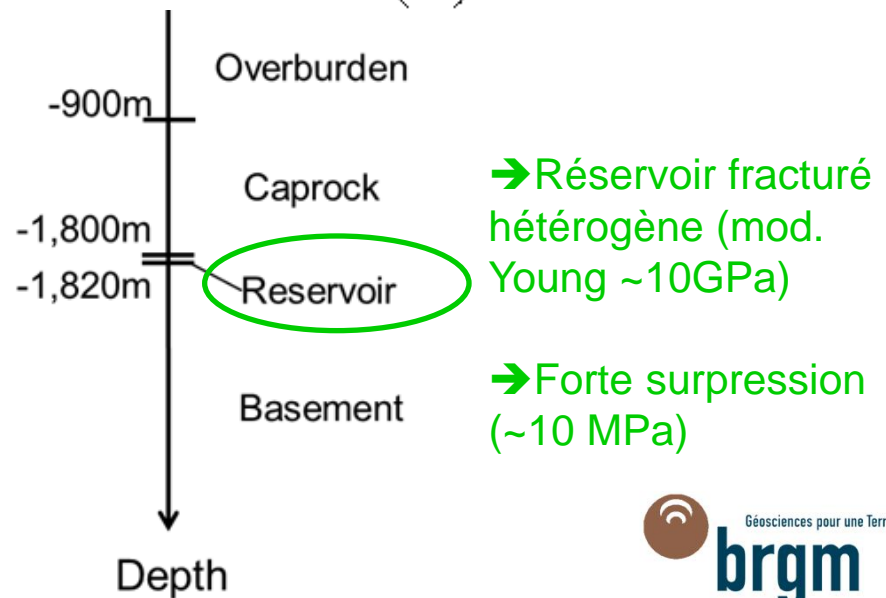 Overburden
-900m
Caprock
-1,800m
-1,820m
Reservoir
Basement
Depth
➔Réservoir fracturé
hétérogène (mod.
Young ~10GPa)
➔Forte surpression
(~10 MPa)
Géosciences pour une
brgm